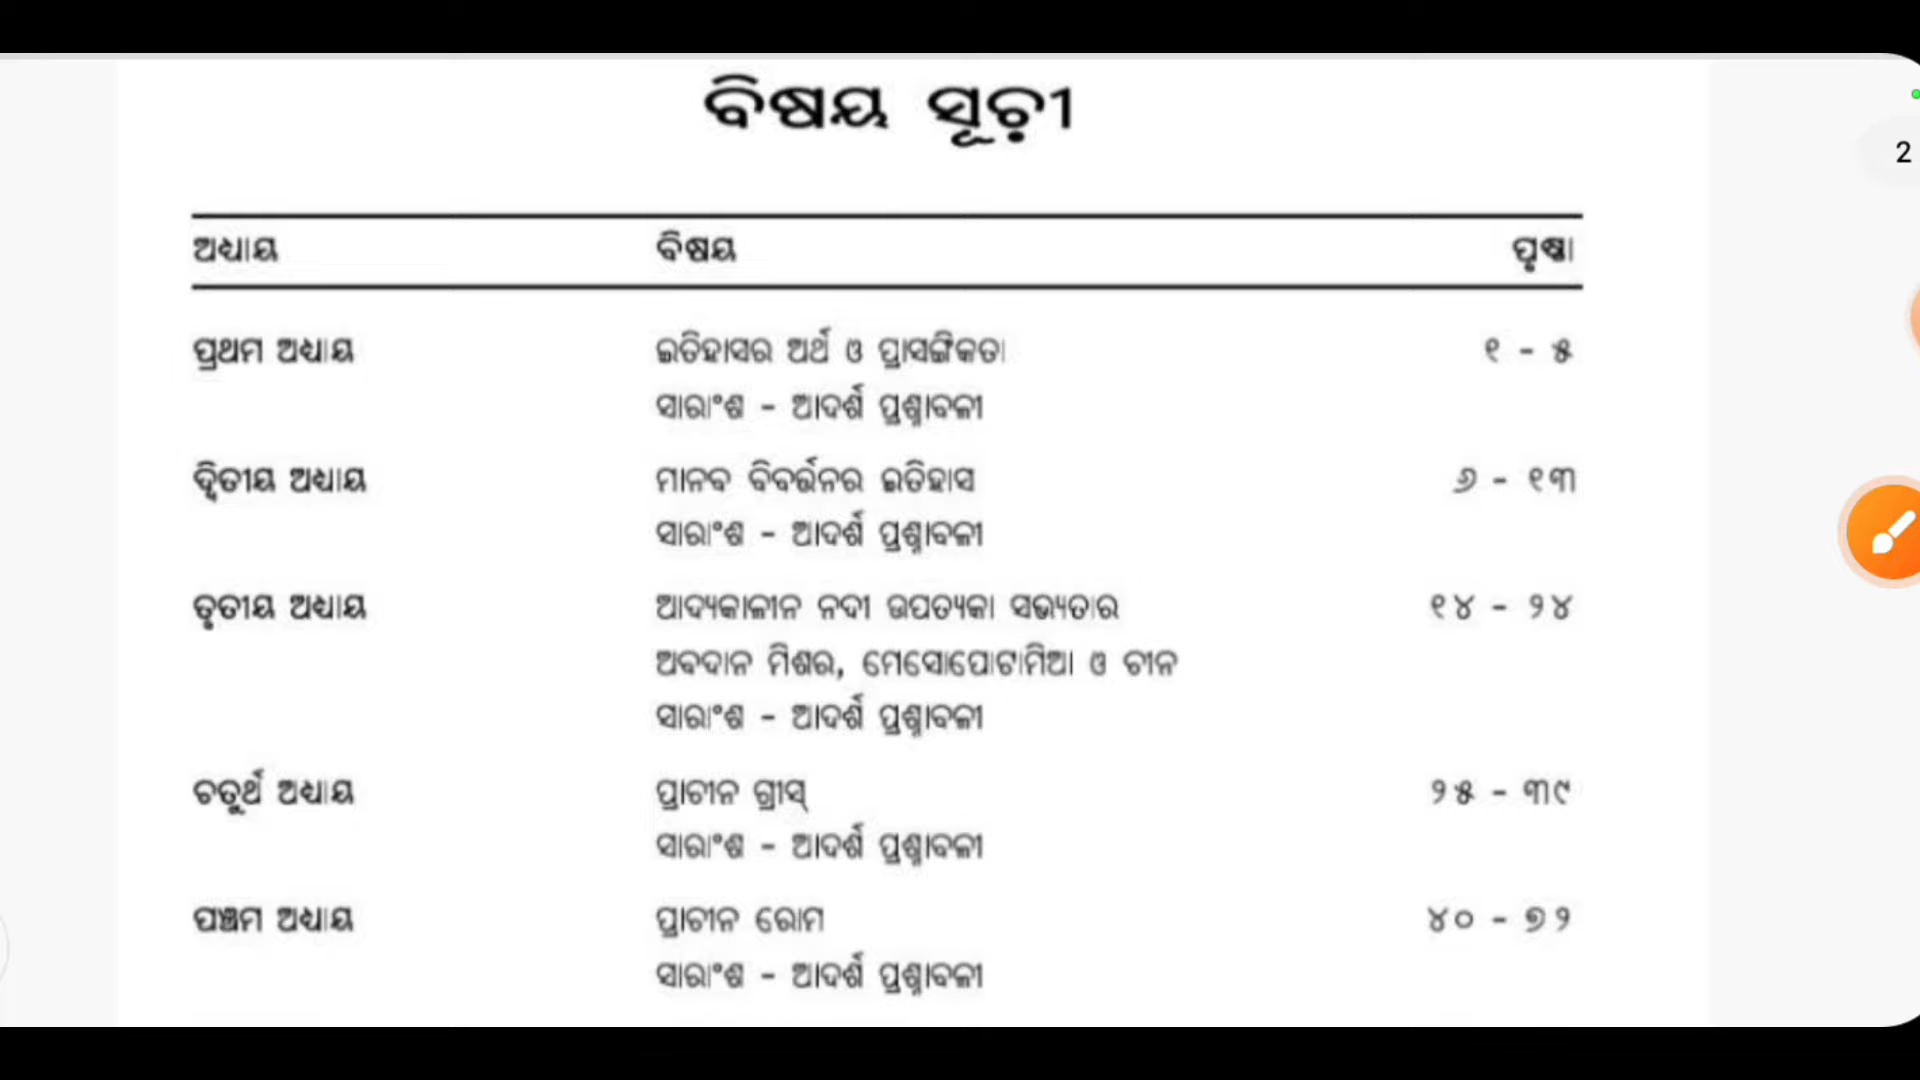 ବିଷୟ ସୂଚୀ
2
ଅଧ୍ୟାୟ ବିଷୟ ପୃଷ୍ଠା
ପ୍ରଥମ ଅଧ୍ୟାୟ ଇତିହାସର ଅର୍ଥ ଓ ପ୍ରାସଙ୍ଗିକତା ୧ - ୫
ସାରାଂଶ - ଆଦର୍ଶ ପ୍ରଶ୍ନାବଳୀ
ଦ୍ୱିତୀୟ ଅଧ୍ୟାୟ ମାନବ ବିବର୍ତ୍ତନର ଇତିହାସ ୬ - ୧୩
ସାରାଂଶ - ଆଦର୍ଶ ପ୍ରଶ୍ନାବଳୀ
ତୃତୀୟ ଅଧ୍ୟାୟ ଆଦ୍ୟକାଳୀନ ନଦୀ ଉପତ୍ୟକା ସଭ୍ୟତାର ୧୪ - ୨୪
ଅବଦାନ ମିଶର, ମେସୋପୋଟାମିଆ ଓ ଚୀନ
ସାରାଂଶ - ଆଦର୍ଶ ପ୍ରଶ୍ନାବଳୀ
ଚତୁର୍ଥ ଅଧ୍ୟାୟ ପ୍ରାଚୀନ ଗ୍ରୀସ୍ ୨୫ - ୩୯
ସାରାଂଶ - ଆଦର୍ଶ ପ୍ରଶ୍ନାବଳୀ
ପଞ୍ଚମ ଅଧ୍ୟାୟ ପ୍ରାଚୀନ ରୋମ ୪୦ - ୭୨
ସାରାଂଶ - ଆଦର୍ଶ ପ୍ରଶ୍ନାବଳୀ